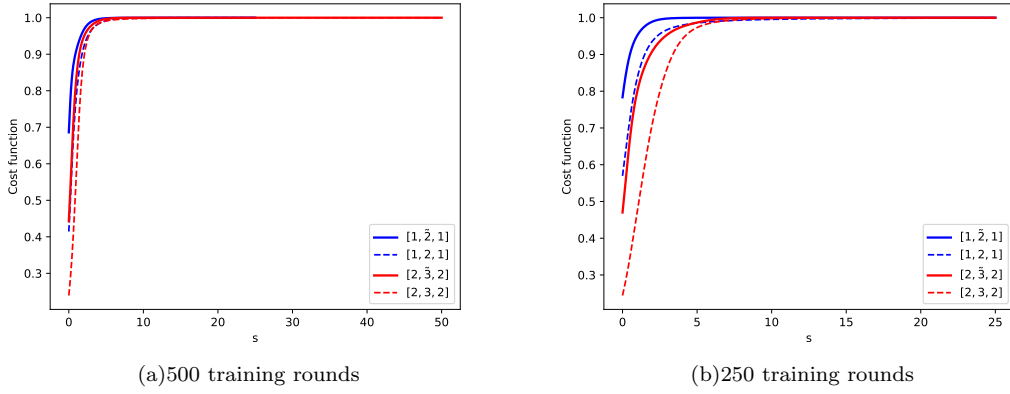 1.0
0.9
0.8
0.7
0.6
0.5
0.4
0.3
Cost function
0
10
20
30
40
50
s
[1, 2̃, 1]
[1, 2, 1]
[2, 3̃, 2]
[2, 3, 2]
(a)500 training rounds
1.0
0.9
0.8
0.7
0.6
0.5
0.4
0.3
Cost function
0
5
10
15
20
25
s
[1, 2̃, 1]
[1, 2, 1]
[2, 3̃, 2]
[2, 3, 2]
(b)250 training rounds